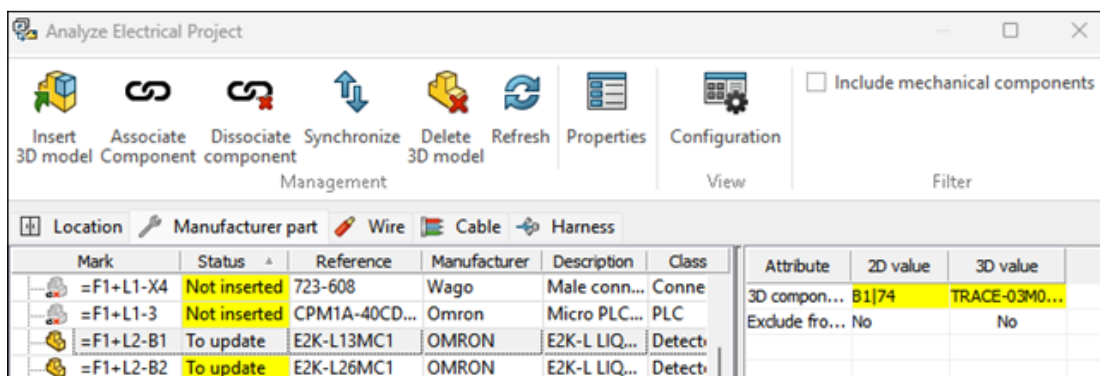 Analyze Electrical Project
Insert 3D model
Associate Component
Dissociate component
Synchronize
Delete 3D model
Refresh
Properties
Configuration
Include mechanical components
Management
View
Filter
Location Manufacturer part Wire Cable Harness
Mark Status Reference Manufacturer Description Class
=F1+L1-X4 Not inserted 723-608 Wago Male conn... Conne
=F1+L1-3 Not inserted CPM1A-40CD... Omron Micro PLC... PLC
=F1+L2-B1 To update E2K-L13MC1 OMRON E2K-L LIQ... Detect
=F1+L2-B2 To update E2K-L26MC1 OMRON E2K-L LIQ... Detect
Attribute 2D value 3D value
3D compon... B1|74 TRACE-03M0...
Exclude fro... No No